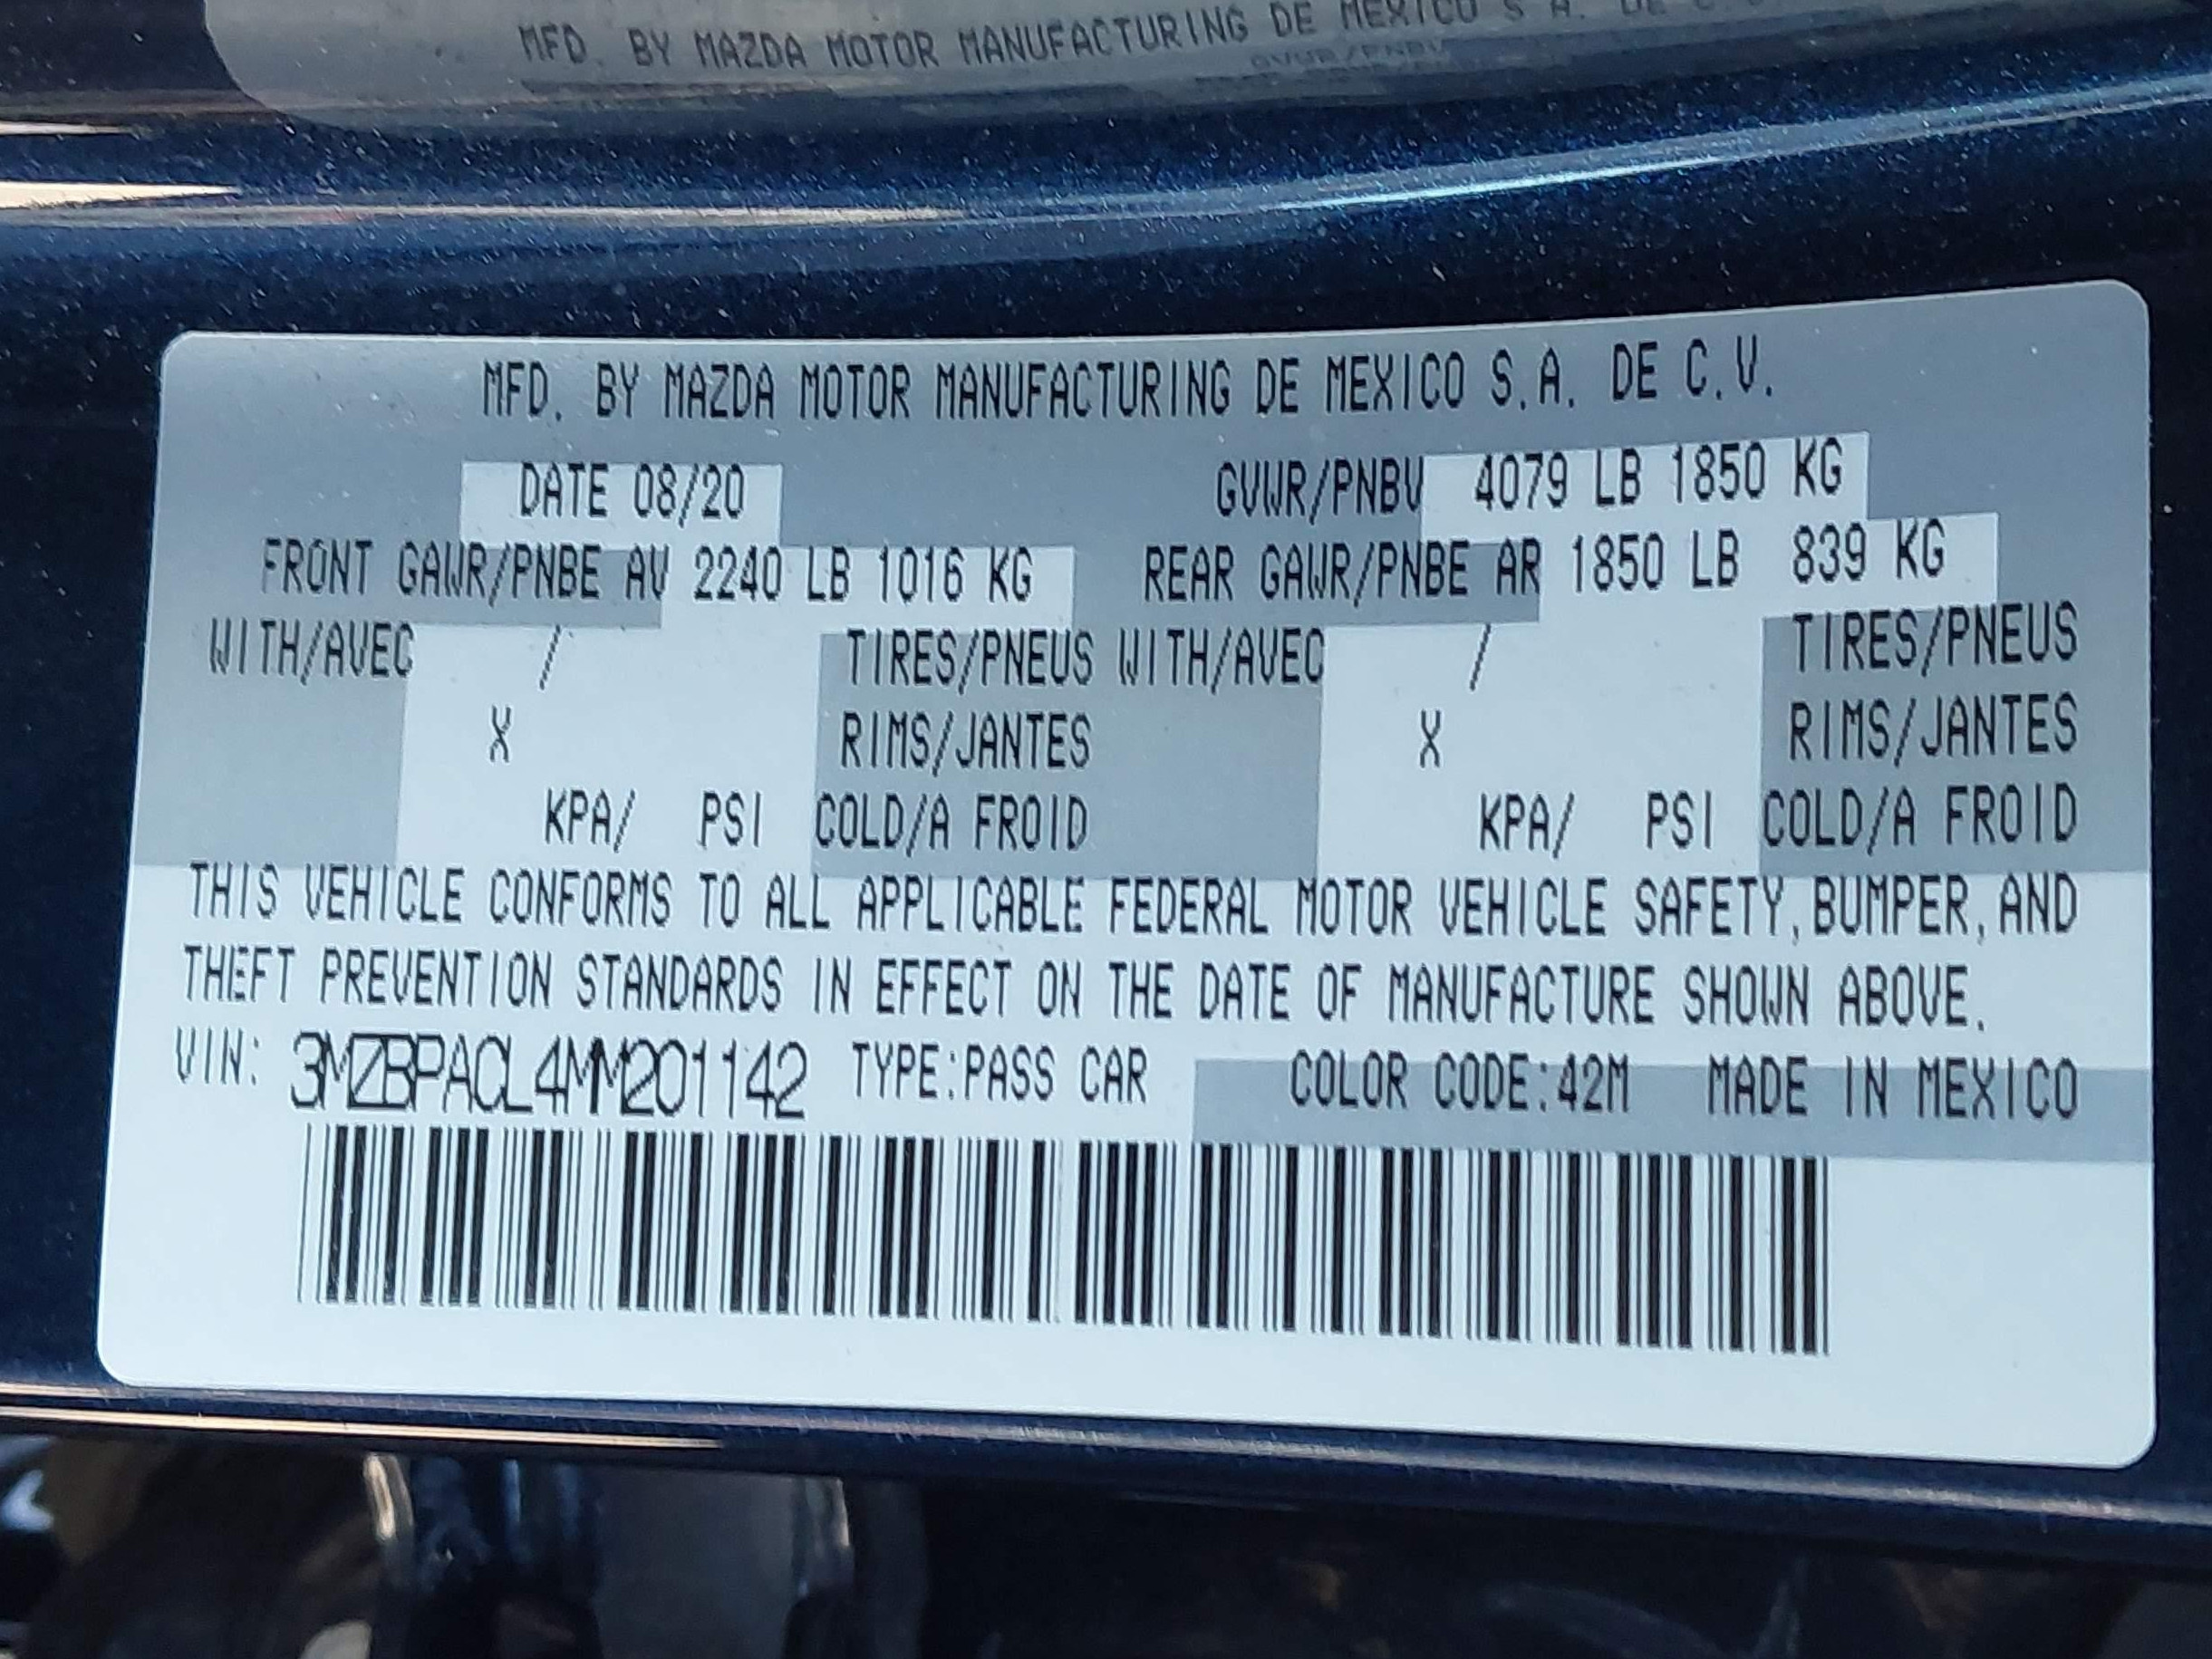 MFD. BY MAZDA MOTOR MANUFACTURING DE MEXICO S A. DE C.
GVWR/PNBV
MFD. BY MAZDA MOTOR MANUFACTURING DE MEXICO S.A. DE C.V.
DATE 08/20 GVWR/PNBV 4079 LB 1850 KG
FRONT GAWR/PNBE AV 2240 LB 1016 KG REAR GAWR/PNBE AR 1850 LB 839 KG
WITH/AVEC / TIRES/PNEUS WITH/AVEC / TIRES/PNEUS
X RIMS/JANTES X RIMS/JANTES
KPA/ PSI COLD/A FROID KPA/ PSI COLD/A FROID
THIS VEHICLE CONFORMS TO ALL APPLICABLE FEDERAL MOTOR VEHICLE SAFETY, BUMPER, AND
THEFT PREVENTION STANDARDS IN EFFECT ON THE DATE OF MANUFACTURE SHOWN ABOVE.
VIN: 3MZBPACL4MM201142 TYPE:PASS CAR COLOR CODE:42M MADE IN MEXICO